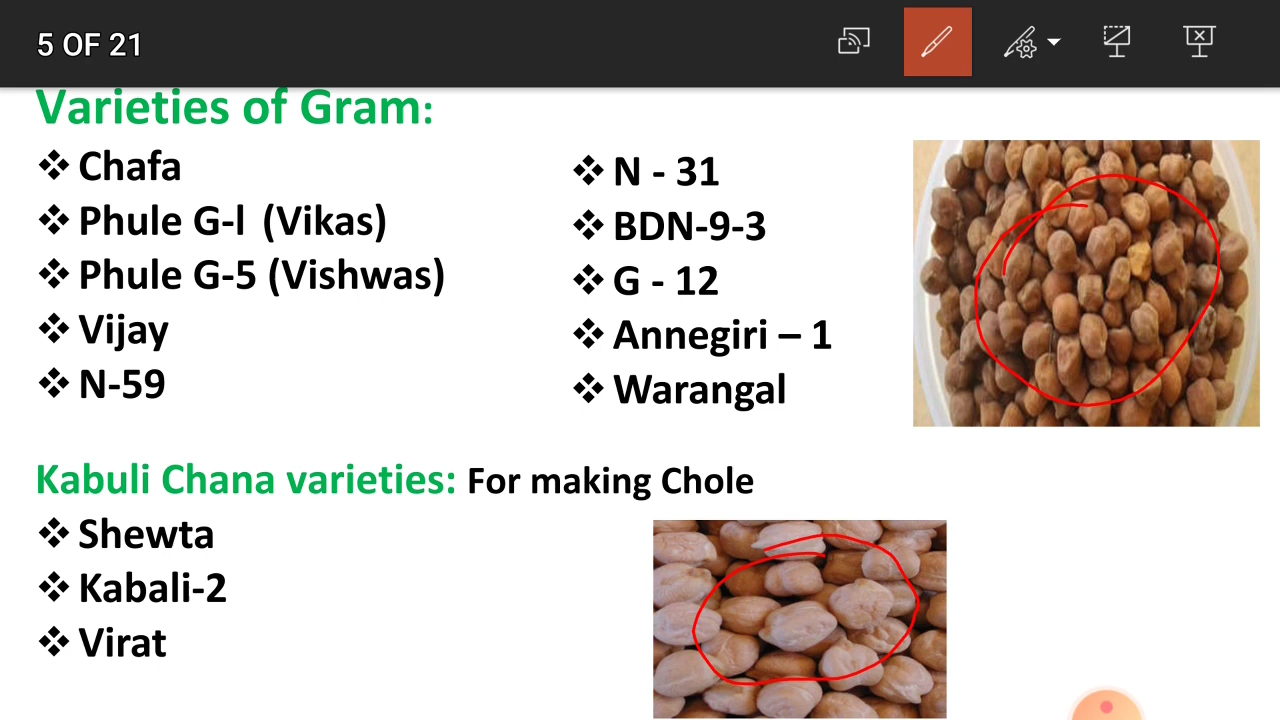 5 OF 21
Varieties of Gram:
❖ Chafa
❖ Phule G-l (Vikas)
❖ Phule G-5 (Vishwas)
❖ Vijay
❖ N-59
❖ N - 31
❖ BDN-9-3
❖ G - 12
❖ Annegiri – 1
❖ Warangal
Kabuli Chana varieties: For making Chole
❖ Shewta
❖ Kabali-2
❖ Virat